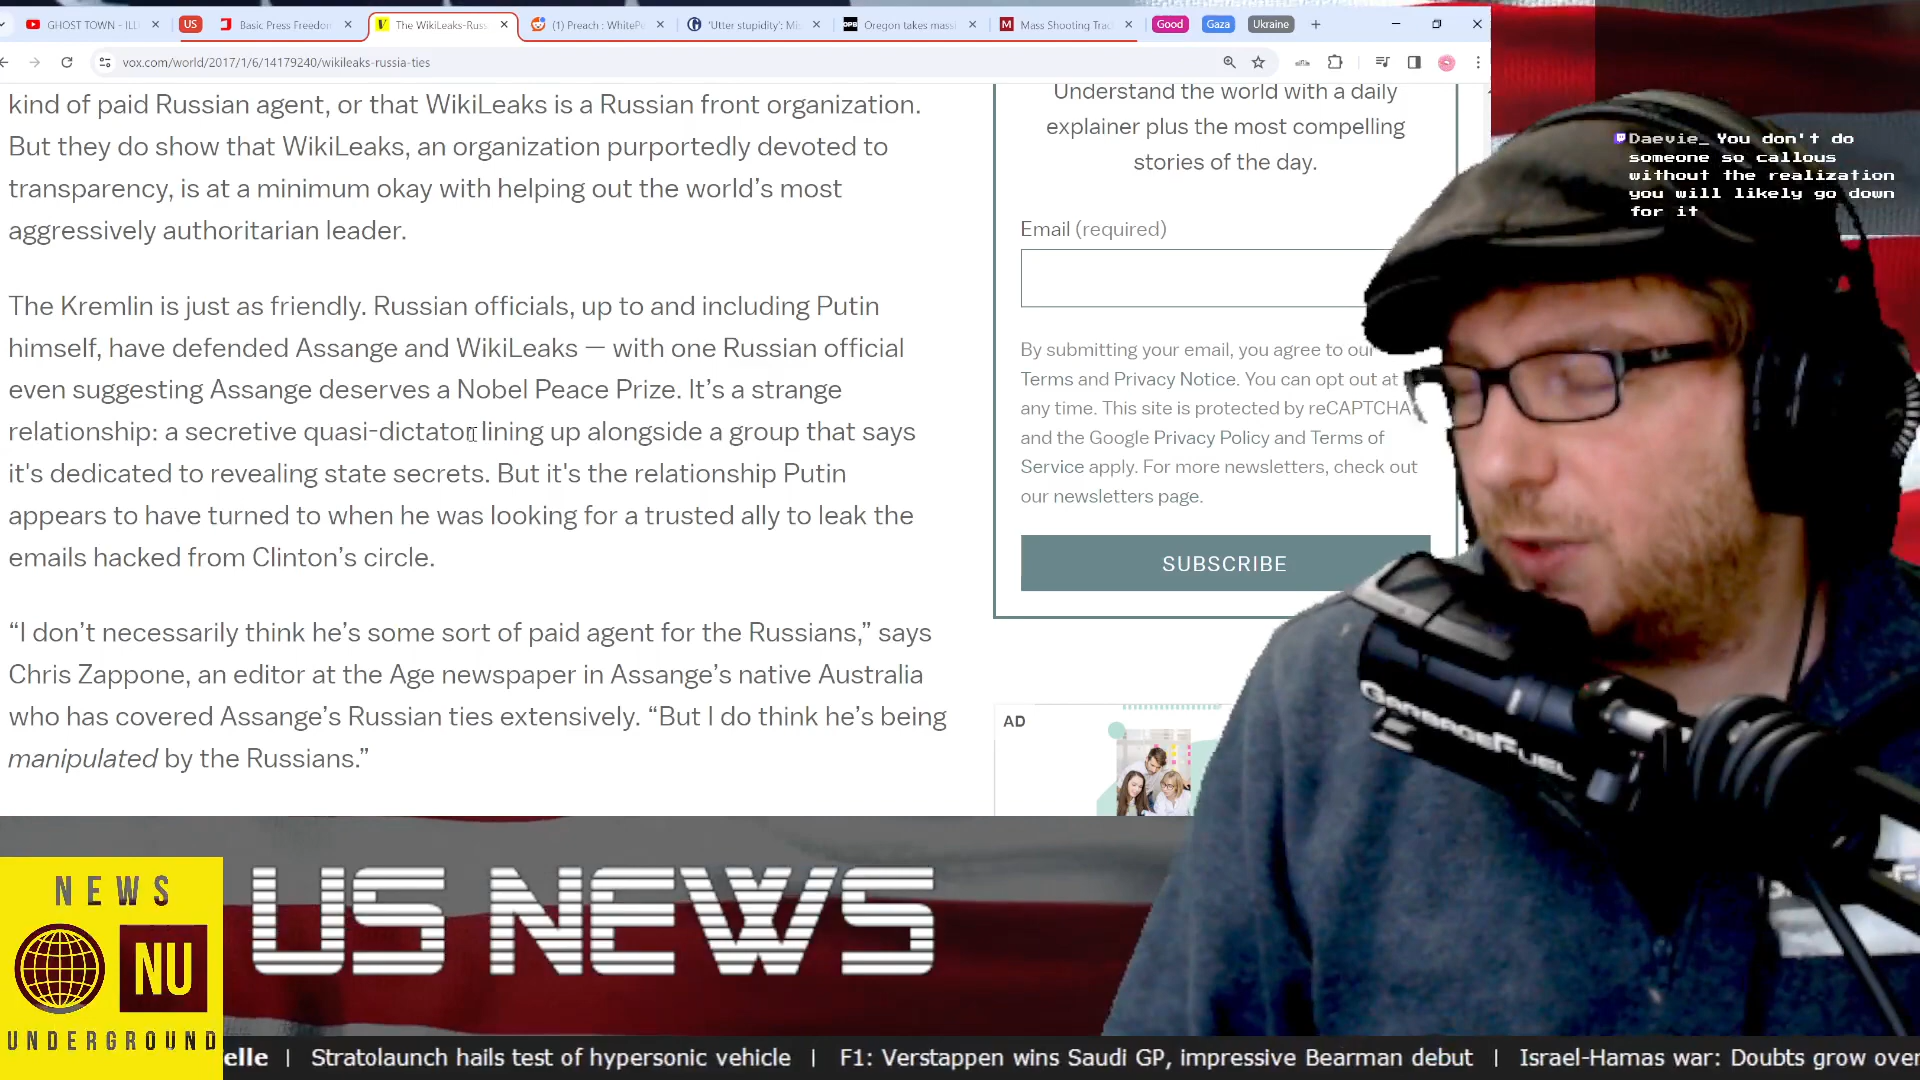 GHOST TOWN - ILL
US
Basic Press Freedom
The WikiLeaks-Russ
(1) Preach : WhitePe
'Utter stupidity': Mi
Oregon takes mass
Mass Shooting Trac
Good
Gaza
Ukraine
vox.com/world/2017/1/6/14179240/wikileaks-russia-ties
kind of paid Russian agent, or that WikiLeaks is a Russian front organization.
But they do show that WikiLeaks, an organization purportedly devoted to
transparency, is at a minimum okay with helping out the world’s most
aggressively authoritarian leader.
The Kremlin is just as friendly. Russian officials, up to and including Putin
himself, have defended Assange and WikiLeaks — with one Russian official
even suggesting Assange deserves a Nobel Peace Prize. It’s a strange
relationship: a secretive quasi-dictator lining up alongside a group that says
it's dedicated to revealing state secrets. But it's the relationship Putin
appears to have turned to when he was looking for a trusted ally to leak the
emails hacked from Clinton’s circle.
“I don’t necessarily think he’s some sort of paid agent for the Russians,” says
Chris Zappone, an editor at the Age newspaper in Assange’s native Australia
who has covered Assange’s Russian ties extensively. “But I do think he’s being
manipulated by the Russians.”
Understand the world with a daily
explainer plus the most compelling
stories of the day.
Email (required)
By submitting your email, you agree to our
Terms and Privacy Notice. You can opt out at
any time. This site is protected by reCAPTCHA
and the Google Privacy Policy and Terms of
Service apply. For more newsletters, check out
our newsletters page.
SUBSCRIBE
AD
Daevie_ You don't do
someone so callous
without the realization
you will likely go down
for it
GAMERFUEL
NEWS
NU
UNDERGROUND
US NEWS
elle | Stratolaunch hails test of hypersonic vehicle | F1: Verstappen wins Saudi GP, impressive Bearman debut | Israel-Hamas war: Doubts grow over